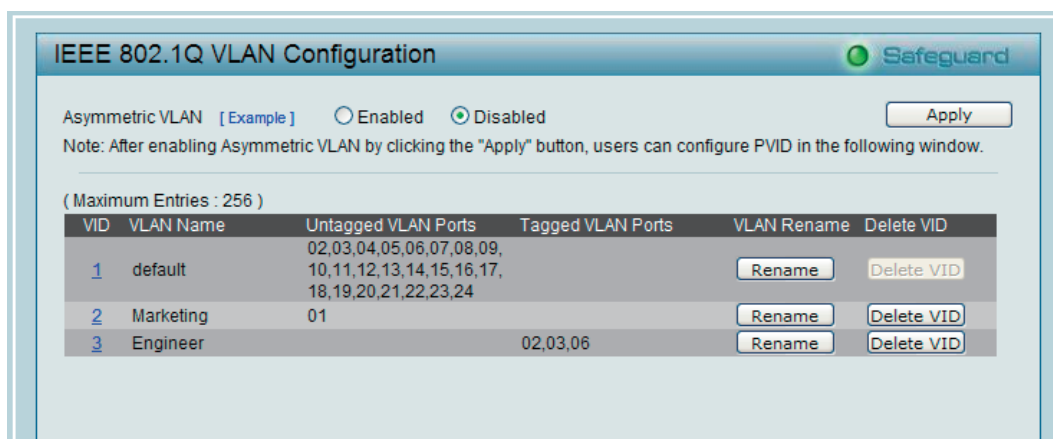 IEEE 802.1Q VLAN Configuration
Safeguard
Asymmetric VLAN [ Example ] Enabled Disabled Apply
Note: After enabling Asymmetric VLAN by clicking the "Apply" button, users can configure PVID in the following window.
( Maximum Entries : 256 )
VID VLAN Name Untagged VLAN Ports Tagged VLAN Ports VLAN Rename Delete VID
02,03,04,05,06,07,08,09,
1 default 10,11,12,13,14,15,16,17, Rename Delete VID
18,19,20,21,22,23,24
2 Marketing 01 Rename Delete VID
3 Engineer 02,03,06 Rename Delete VID